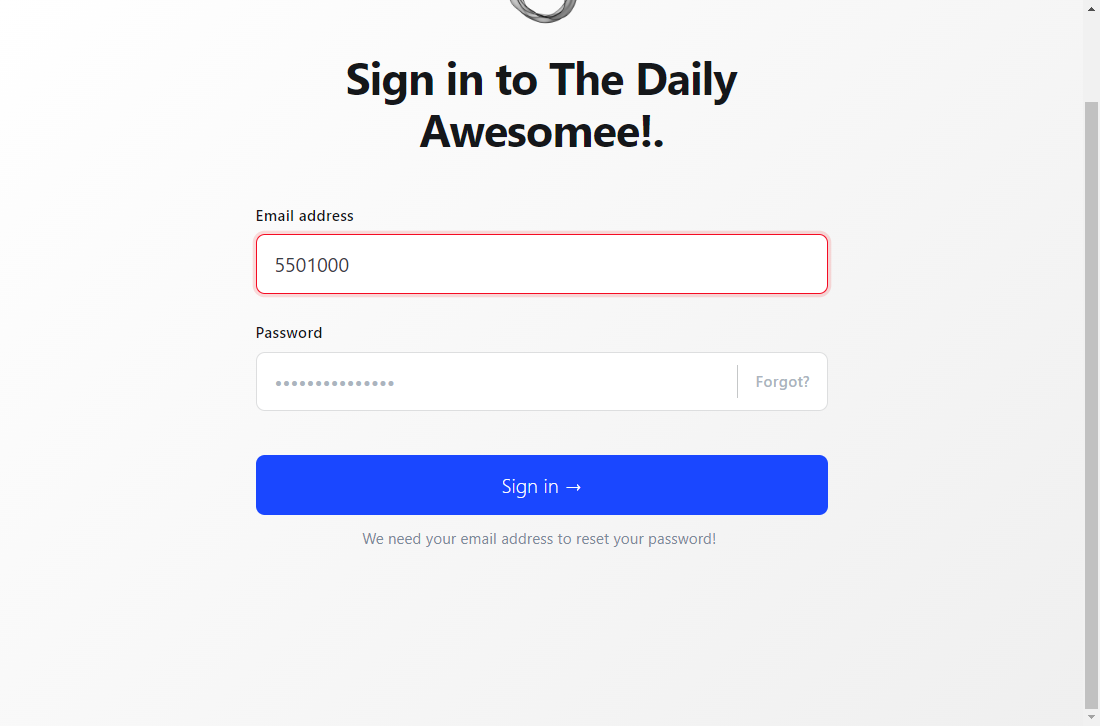 Sign in to The Daily
Awesomee!.
Email address
5501000
Password
•••••••••••••••
Forgot?
Sign in →
We need your email address to reset your password!